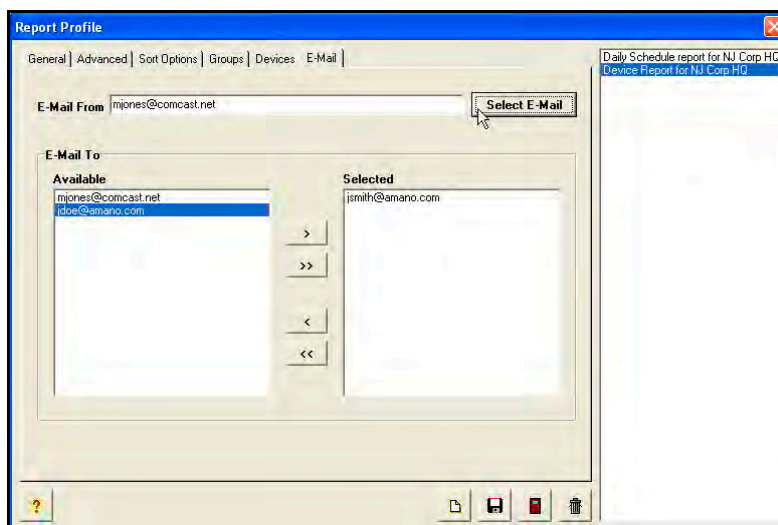 Report Profile
General Advanced Sort Options Groups Devices E-Mail
E-Mail From mjones@comcast.net Select E-Mail
E-Mail To
Available
mjones@comcast.net
jdoe@amano.com
>
>>
<
<<
Selected
jsmith@amano.com
Daily Schedule report for NJ Corp HQ
Device Report for NJ Corp HQ
?